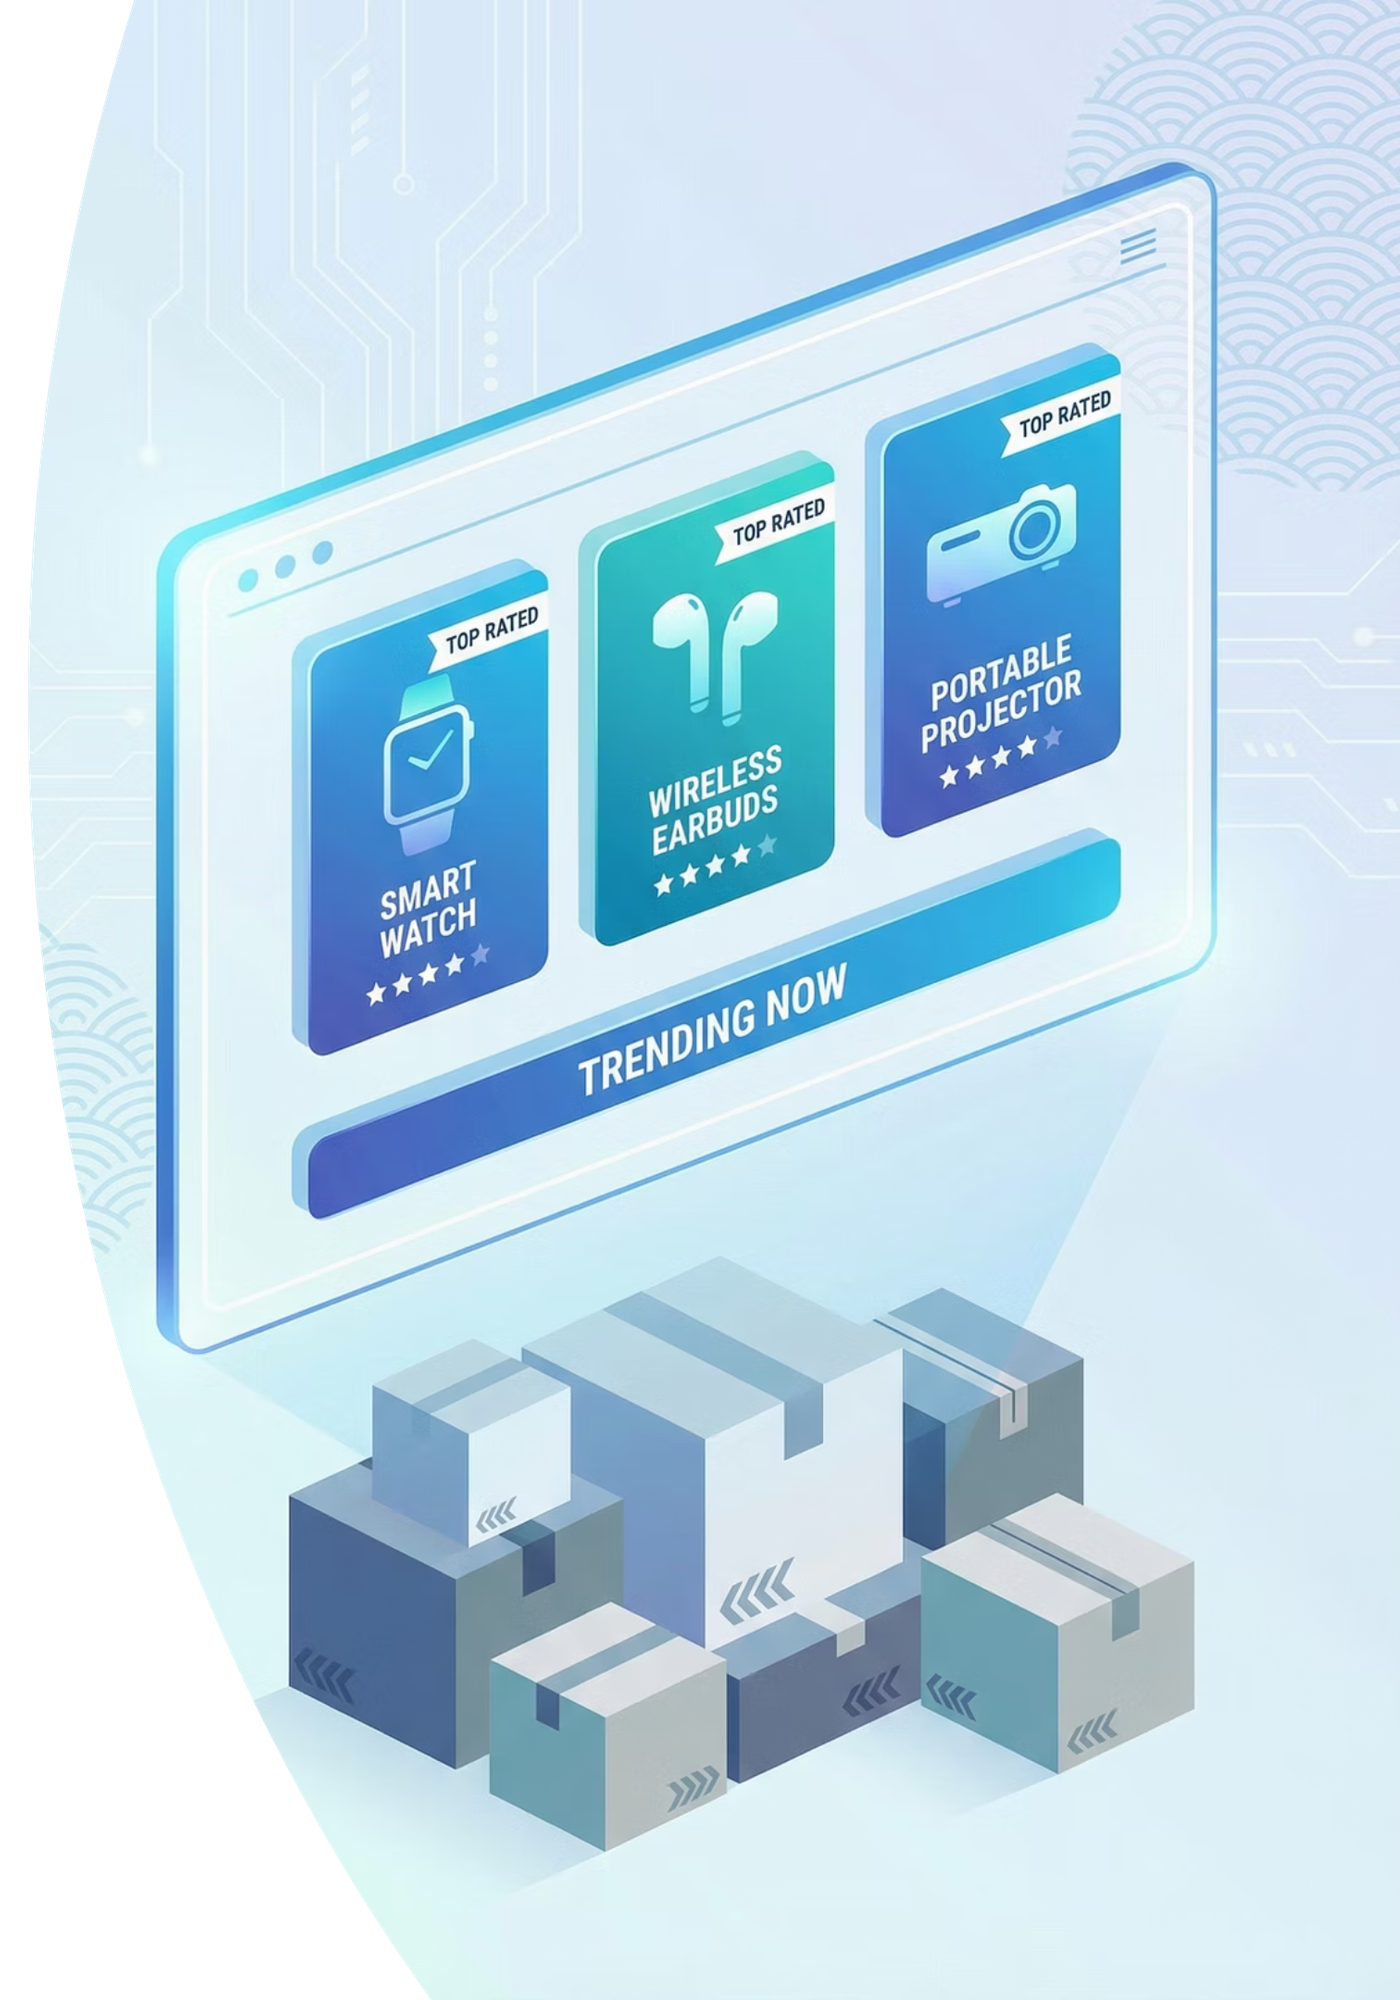 TOP RATED
SMART
WATCH
TOP RATED
WIRELESS
EARBUDS
TOP RATED
PORTABLE
PROJECTOR
TRENDING NOW